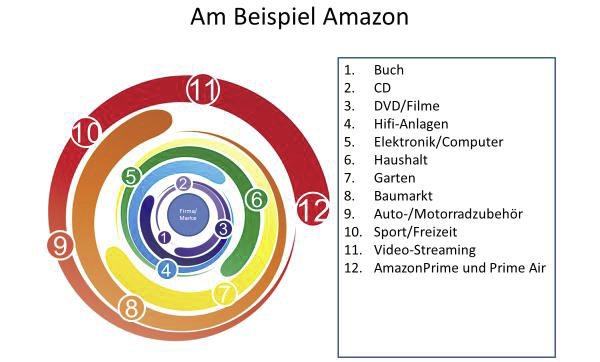 Am Beispiel Amazon
11
10
12
9
8
7
6
5
4
3
2
1
Firma/
Marke
1. Buch
2. CD
3. DVD/Filme
4. Hifi-Anlagen
5. Elektronik/Computer
6. Haushalt
7. Garten
8. Baumarkt
9. Auto-/Motorradzubehör
10. Sport/Freizeit
11. Video-Streaming
12. AmazonPrime und Prime Air